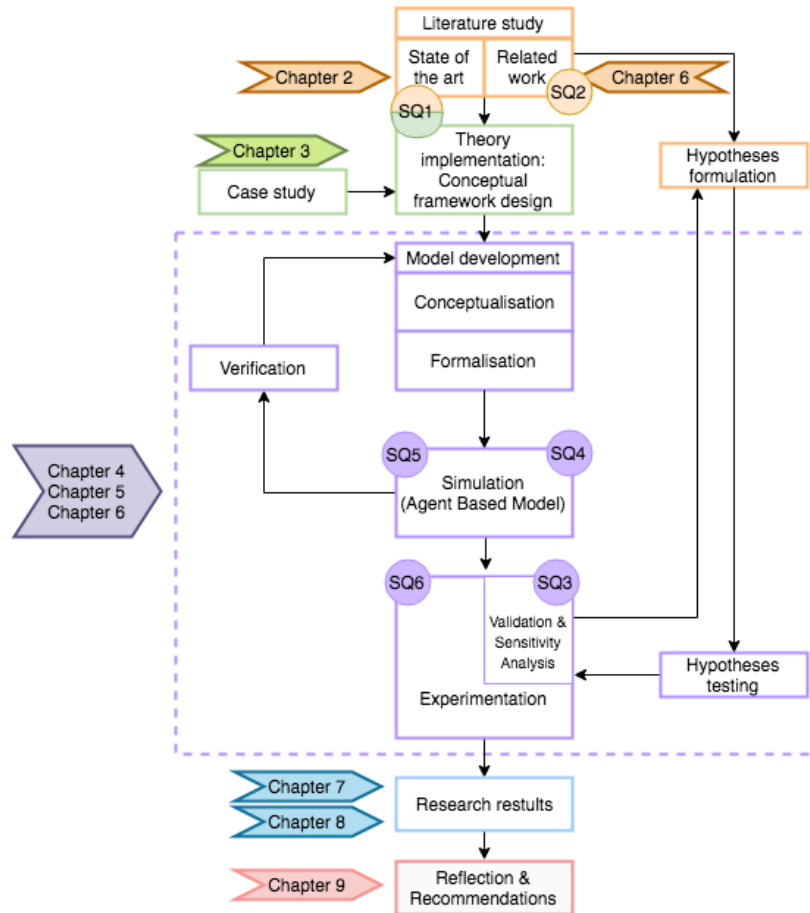 Literature study
State of
the art
Related
work
Chapter 2
Chapter 6
SQ1
SQ2
Chapter 3
Case study
Theory
implementation:
Conceptual
framework design
Hypotheses
formulation
Model development
Conceptualisation
Formalisation
Verification
Chapter 4
Chapter 5
Chapter 6
SQ5
SQ4
Simulation
(Agent Based Model)
SQ6
SQ3
Validation &
Sensitivity
Analysis
Experimentation
Hypotheses
testing
Chapter 7
Chapter 8
Research restults
Chapter 9
Reflection &
Recommendations